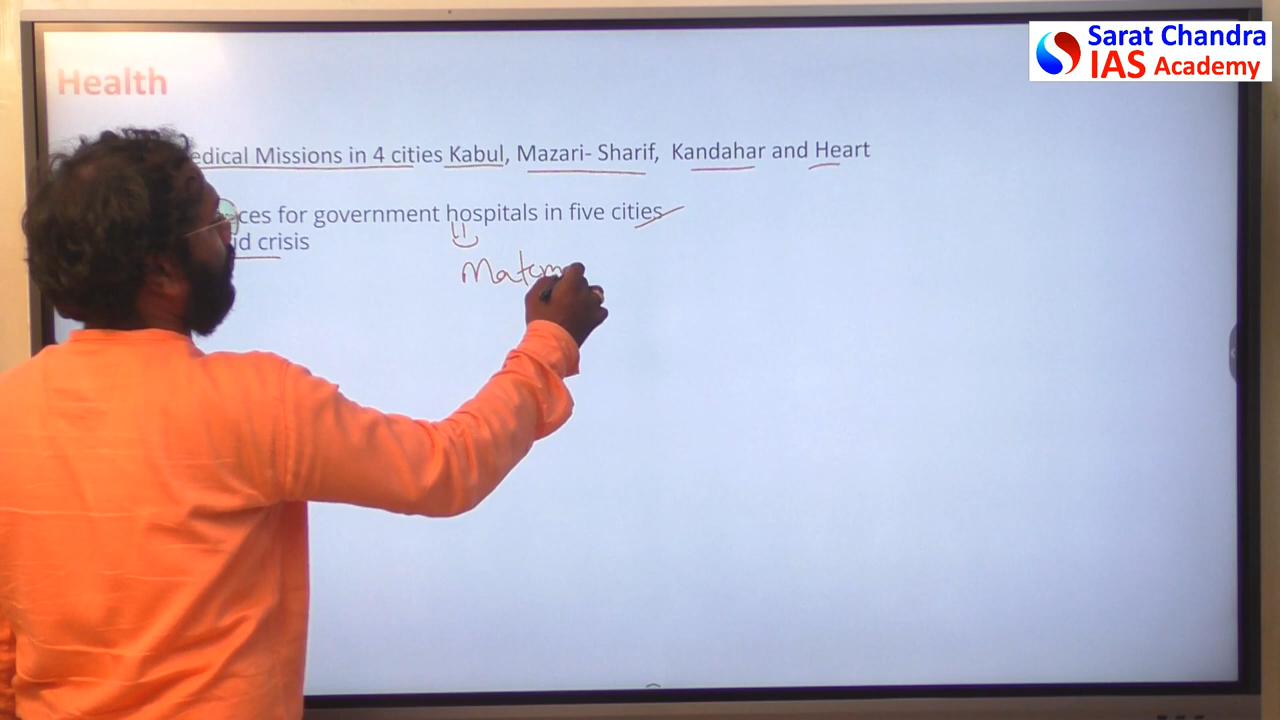 Sarat Chandra
IAS Academy
Health
edical Missions in 4 cities Kabul, Mazari- Sharif, Kandahar and Heart
ces for government hospitals in five cities
id crisis
Matern